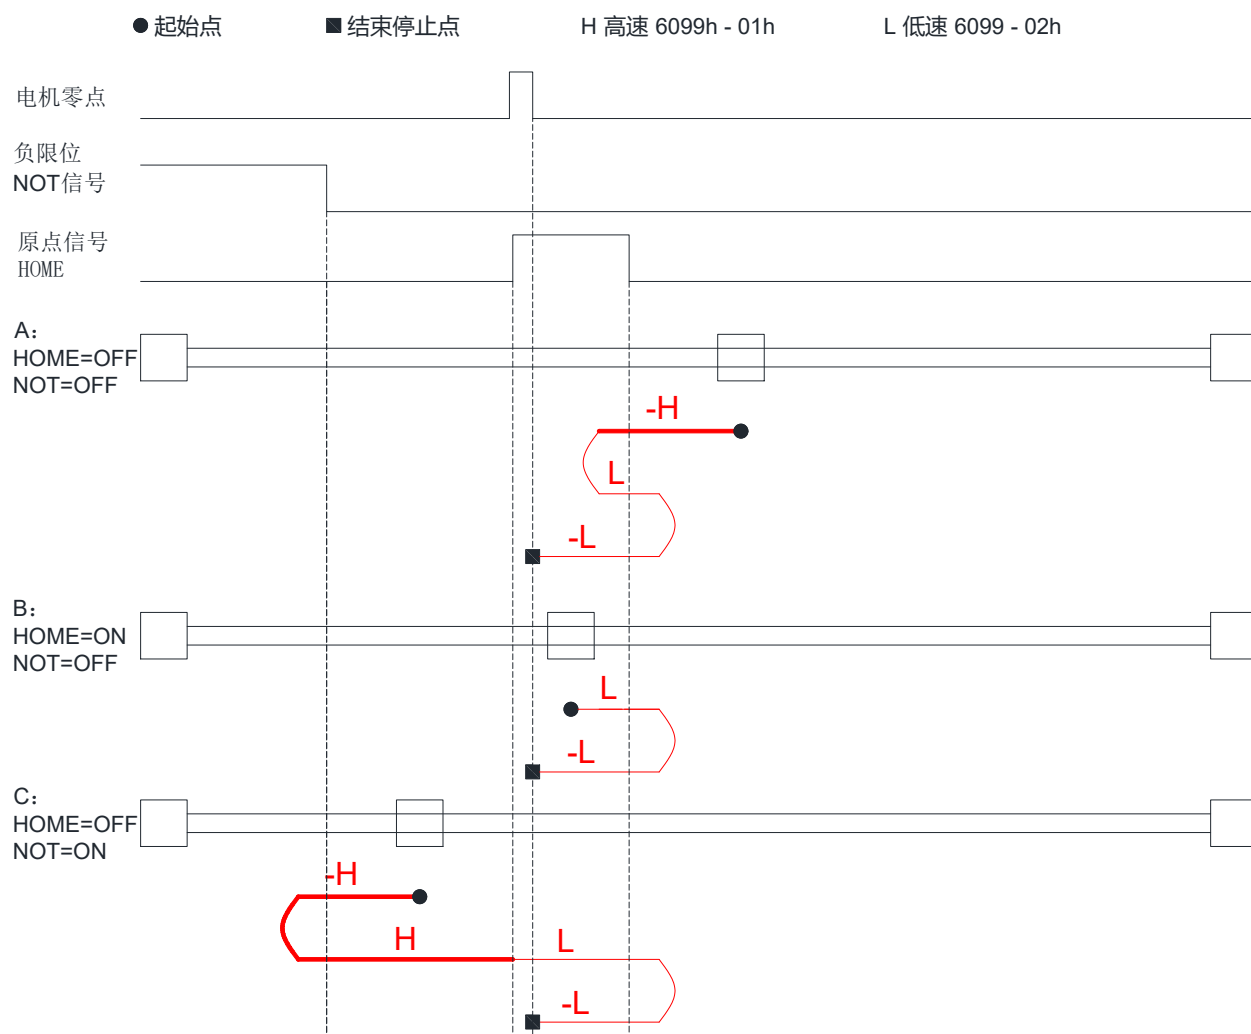 起始点
结束停止点
H 高速 6099h - 01h
L 低速 6099 - 02h
电机零点
负限位
NOT信号
原点信号
HOME
A：
HOME=OFF
NOT=OFF
-H
L
-L
B：
HOME=ON
NOT=OFF
L
-L
C：
HOME=OFF
NOT=ON
-H
H
L
-L